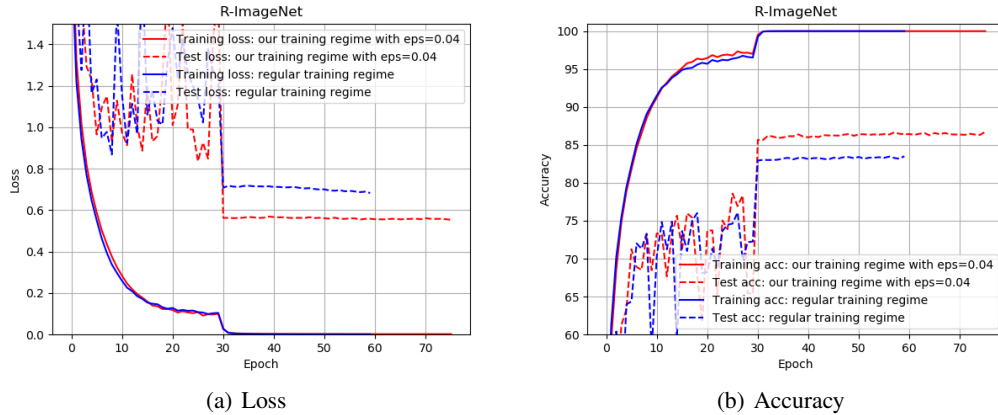 R-ImageNet
1.4
1.2
1.0
0.8
0.6
0.4
0.2
0.0
Loss
Training loss: our training regime with eps=0.04
Test loss: our training regime with eps=0.04
Training loss: regular training regime
Test loss: regular training regime
0 10 20 30 40 50 60 70
Epoch
(a) Loss
R-ImageNet
100
95
90
85
80
75
70
65
60
Accuracy
Training acc: our training regime with eps=0.04
Test acc: our training regime with eps=0.04
Training acc: regular training regime
Test acc: regular training regime
0 10 20 30 40 50 60 70
Epoch
(b) Accuracy